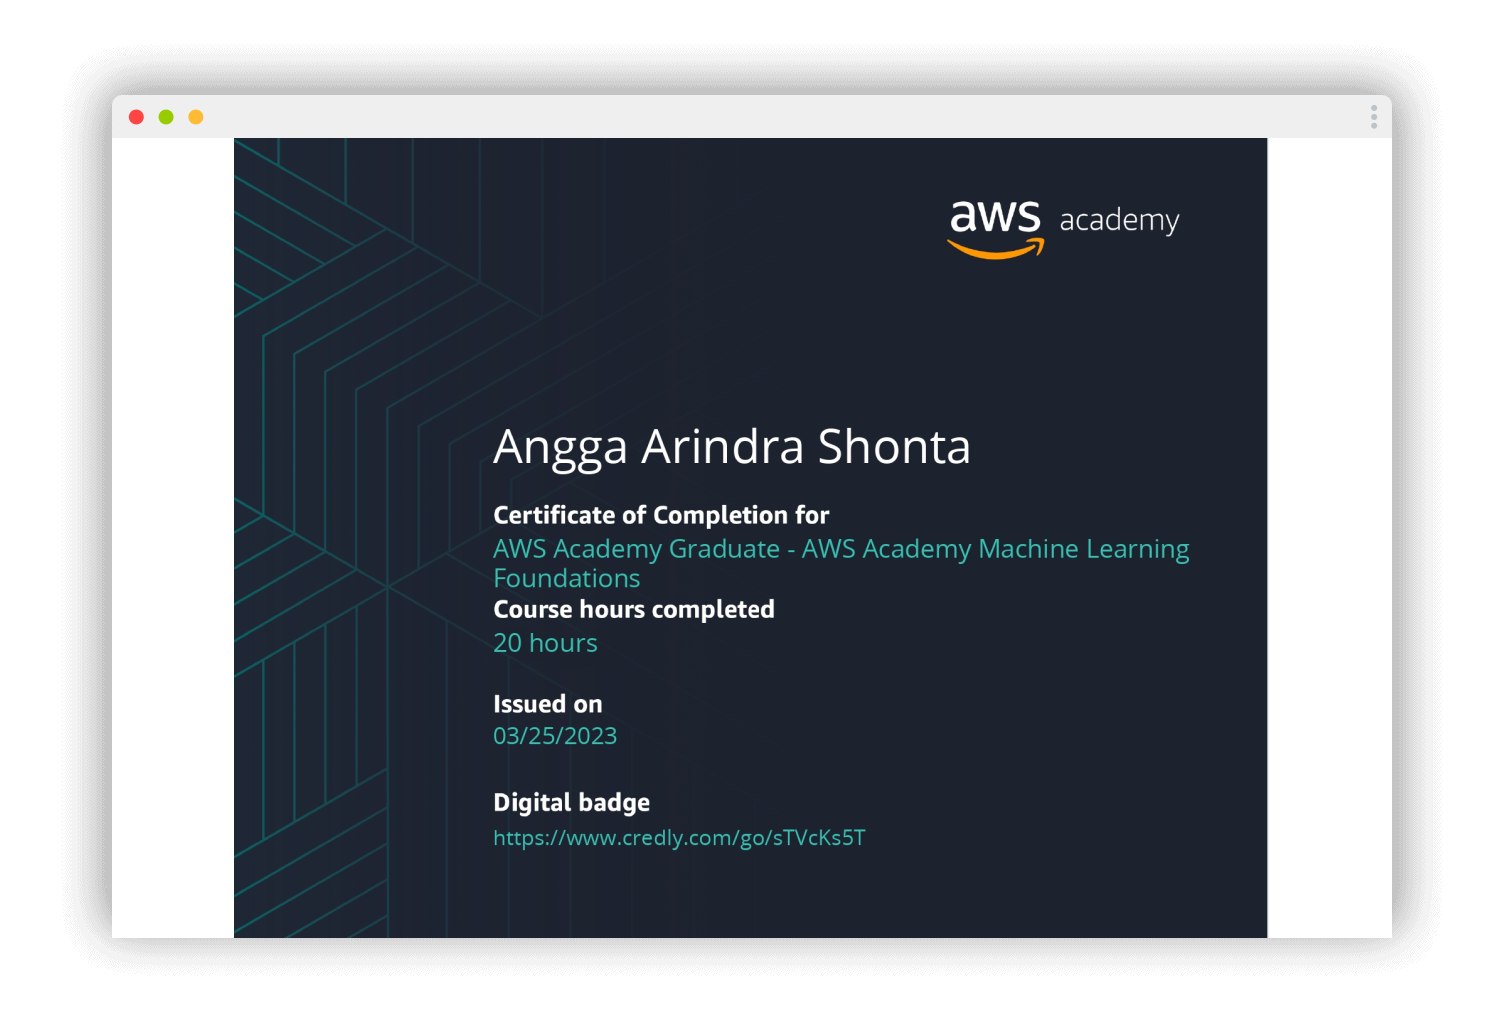 aws academy
Angga Arindra Shonta
Certificate of Completion for
AWS Academy Graduate - AWS Academy Machine Learning
Foundations
Course hours completed
20 hours
Issued on
03/25/2023
Digital badge
https://www.credly.com/go/sTVcKs5T